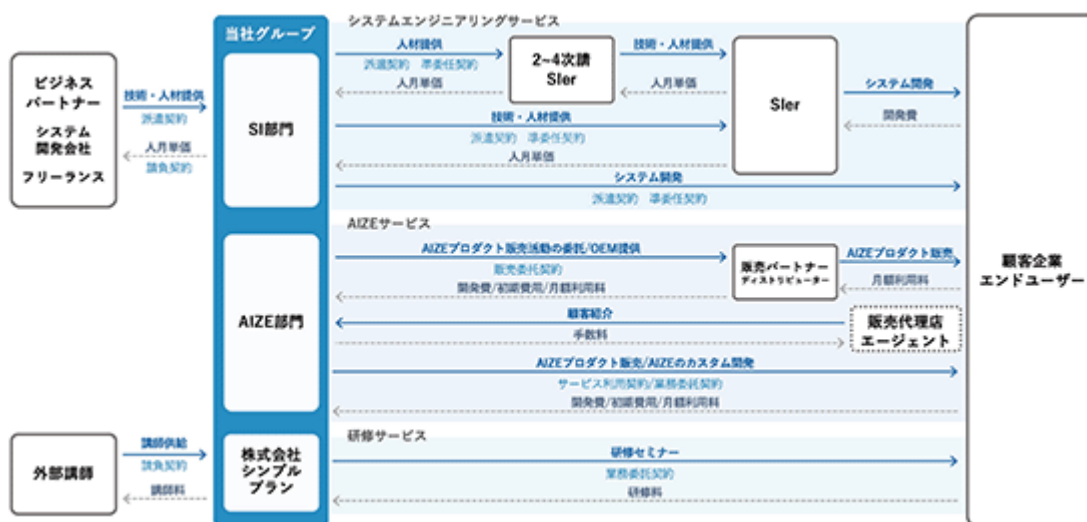 システムエンジニアリングサービス
当社グループ
ビジネス
パートナー
システム
開発会社
フリーランス
技術・人材提供
派遣契約
人月単価
請負契約
SI部門
人材提供
派遣契約 準委任契約
人月単価
2~4次請
SIer
技術・人材提供
人月単価
SIer
システム開発
開発費
技術・人材提供
派遣契約 準委任契約
人月単価
システム開発
派遣契約 準委任契約
顧客企業
エンドユーザー
AIZEサービス
AIZE部門
AIZEプロダクト販売活動の委託/OEM提供
販売委託契約
開発費/初期費用/月額利用料
販売パートナー
ディストリビューター
AIZEプロダクト販売
月額利用料
顧客紹介
手数料
販売代理店
エージェント
AIZEプロダクト販売/AIZEのカスタム開発
サービス利用契約/業務委託契約
開発費/初期費用/月額利用料
研修サービス
外部講師
講師供給
請負契約
講師料
株式会社
シンプル
プラン
研修セミナー
業務委託契約
研修料